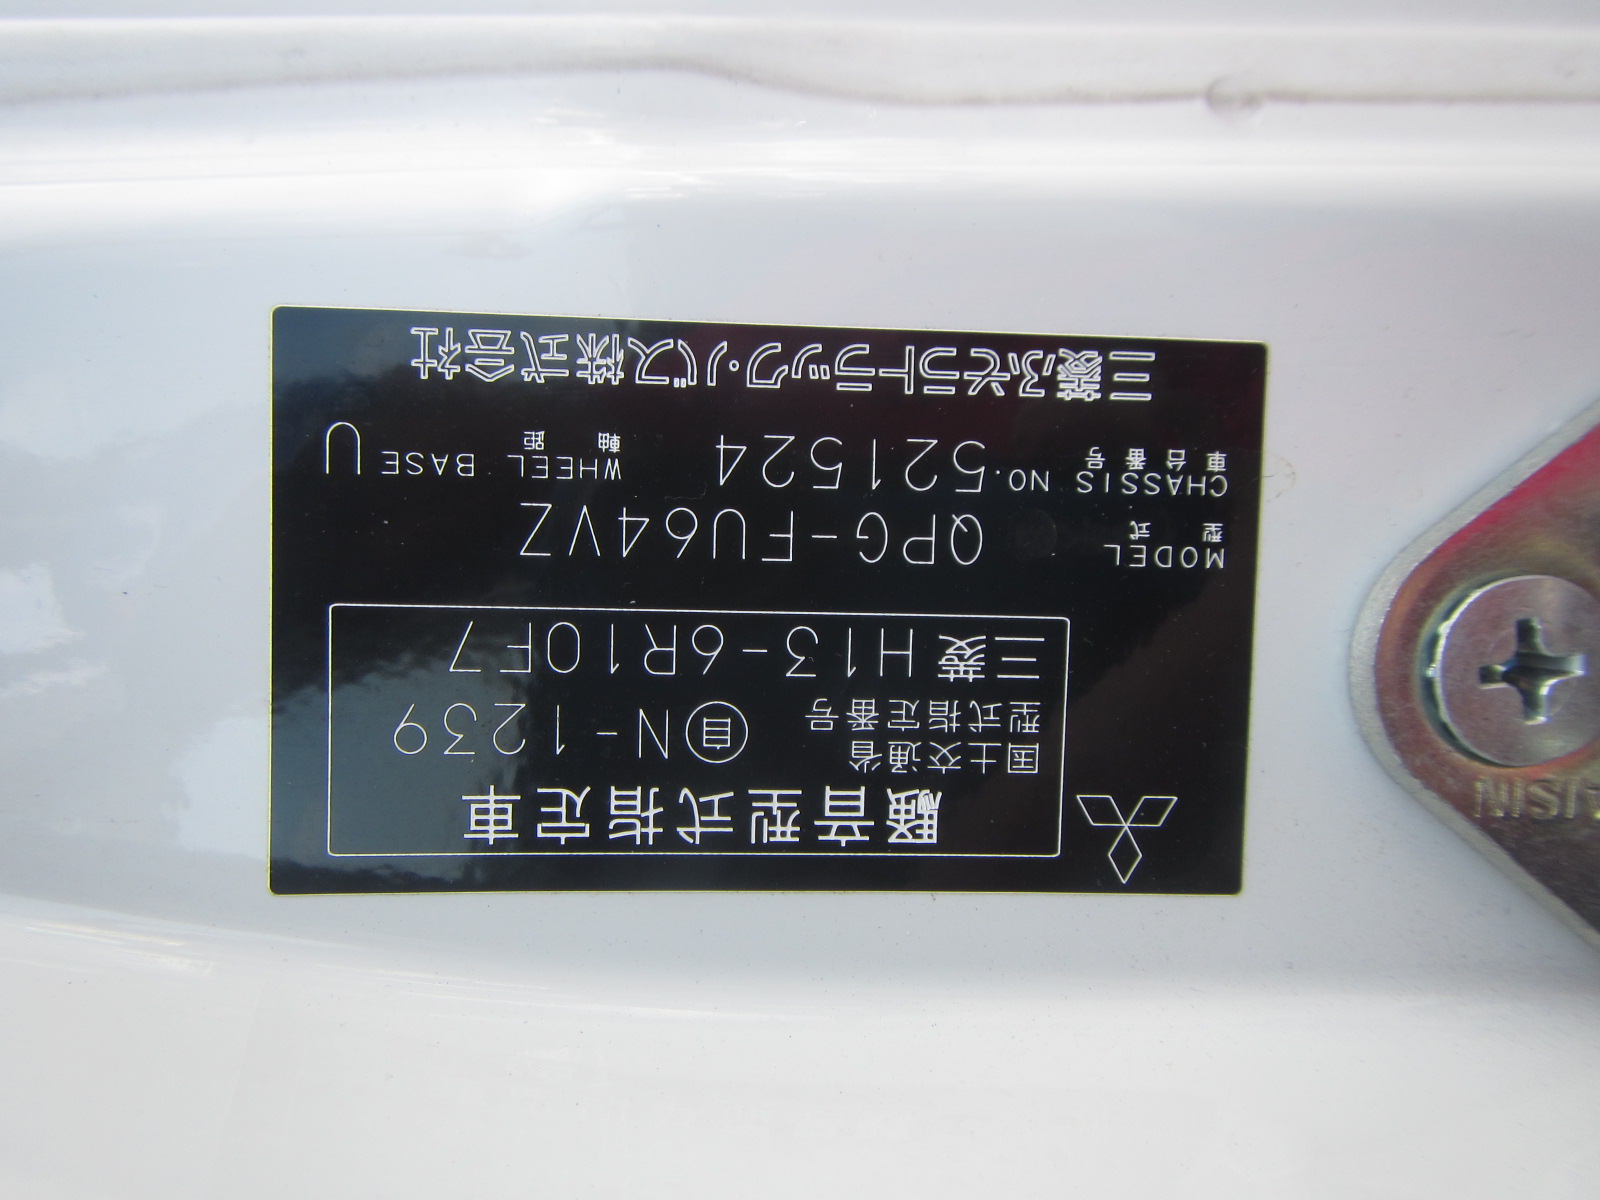 騒音型式指定車
国土交通省
型式指定番号 自N-1239
三菱 H13-6R10F7
MODEL 型式 QPG-FU64VZ
CHASSIS NO. 車台番号 521524 WHEEL BASE 軸距 U
三菱ふそうトラック・バス株式会社
AISIN